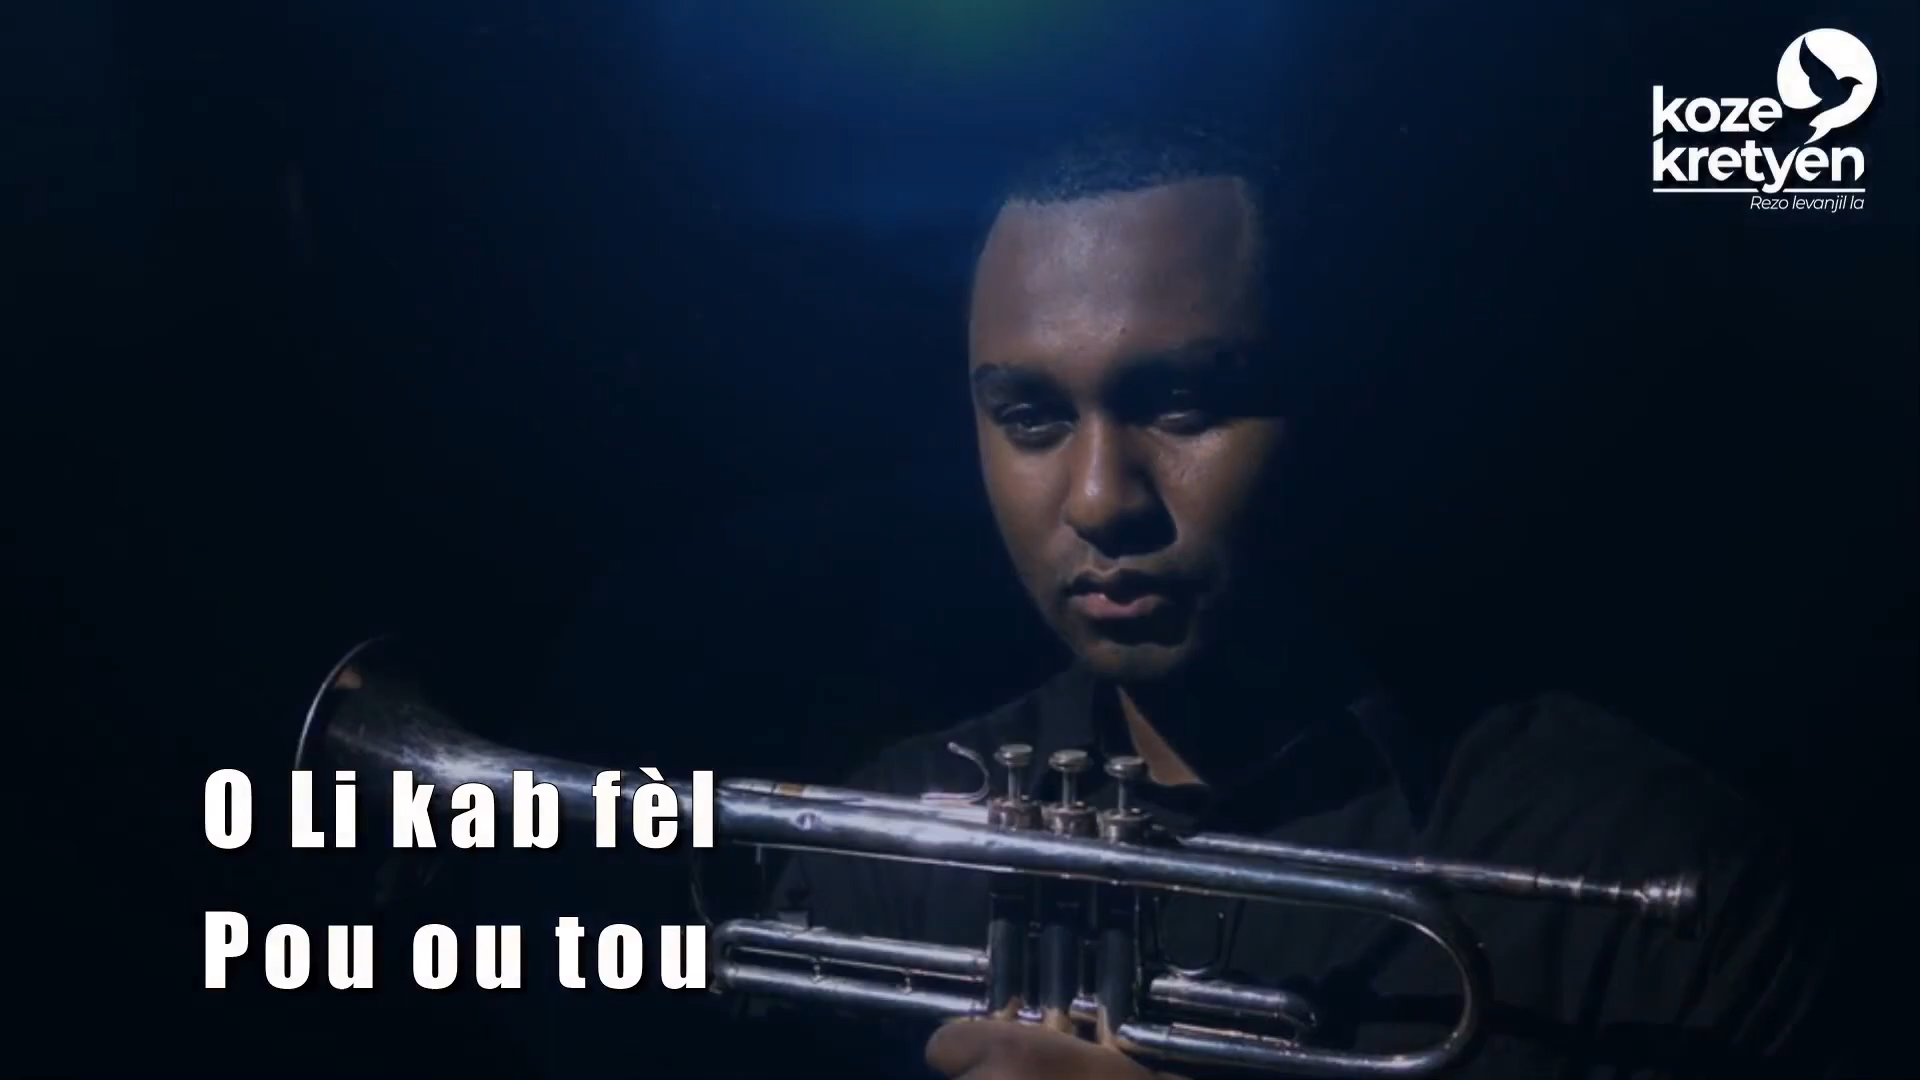 koze
kretyen
Rezo levanjil la
O Li kab fèl
Pou ou tou